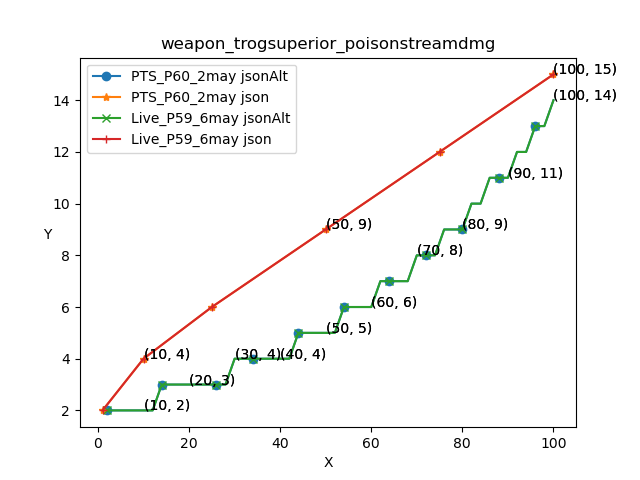 weapon_trogsuperior_poisonstreamdmg
PTS_P60_2may jsonAlt
PTS_P60_2may json
Live_P59_6may jsonAlt
Live_P59_6may json
(100, 15)
(100, 14)
(90, 11)
(50, 9)
(80, 9)
(70, 8)
(60, 6)
(50, 5)
(10, 4)
(30, 4)
(40, 4)
(20, 3)
(10, 2)
14
12
10
8
6
4
2
Y
0 20 40 60 80 100
X